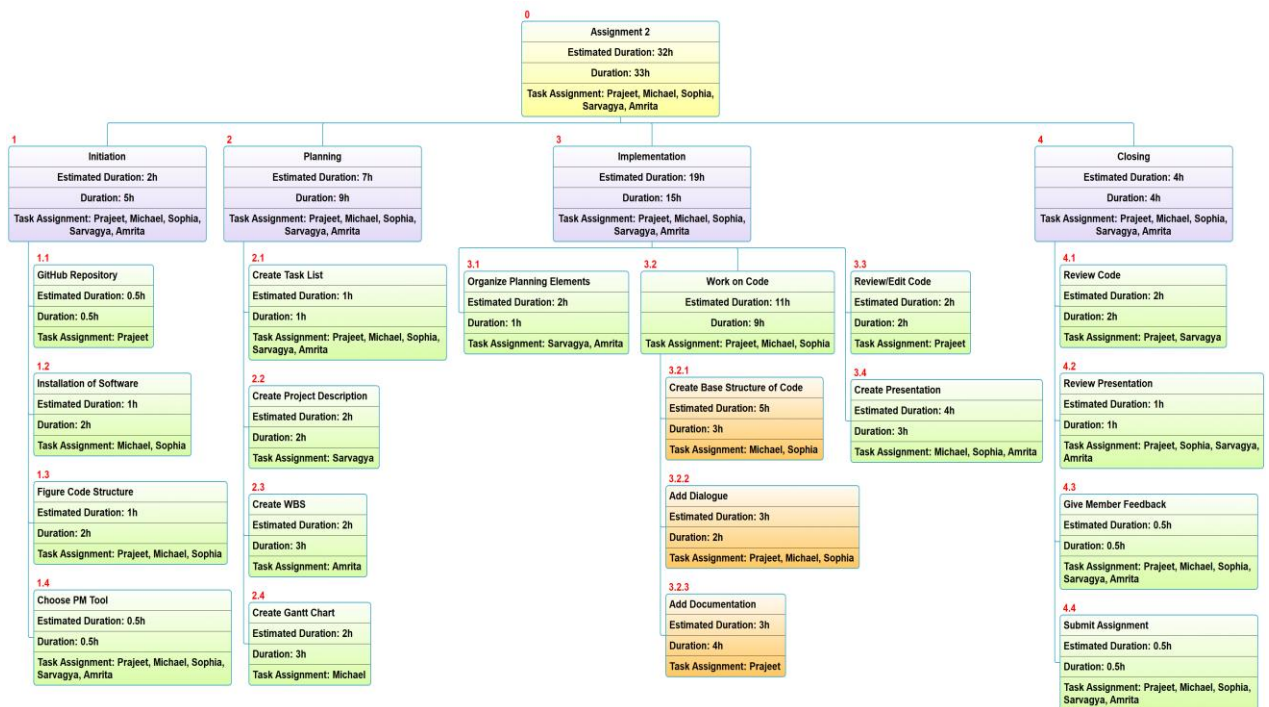 0
Assignment 2
Estimated Duration: 32h
Duration: 33h
Task Assignment: Prajeet, Michael, Sophia,
Sarvagya, Amrita
1
Initiation
Estimated Duration: 2h
Duration: 5h
Task Assignment: Prajeet, Michael, Sophia,
Sarvagya, Amrita
1.1
GitHub Repository
Estimated Duration: 0.5h
Duration: 0.5h
Task Assignment: Prajeet
1.2
Installation of Software
Estimated Duration: 1h
Duration: 2h
Task Assignment: Michael, Sophia
1.3
Figure Code Structure
Estimated Duration: 1h
Duration: 2h
Task Assignment: Prajeet, Michael, Sophia
1.4
Choose PM Tool
Estimated Duration: 0.5h
Duration: 0.5h
Task Assignment: Prajeet, Michael, Sophia,
Sarvagya, Amrita
2
Planning
Estimated Duration: 7h
Duration: 9h
Task Assignment: Prajeet, Michael, Sophia,
Sarvagya, Amrita
2.1
Create Task List
Estimated Duration: 1h
Duration: 1h
Task Assignment: Prajeet, Michael, Sophia,
Sarvagya, Amrita
2.2
Create Project Description
Estimated Duration: 2h
Duration: 2h
Task Assignment: Sarvagya
2.3
Create WBS
Estimated Duration: 2h
Duration: 3h
Task Assignment: Amrita
2.4
Create Gantt Chart
Estimated Duration: 2h
Duration: 3h
Task Assignment: Michael
3
Implementation
Estimated Duration: 19h
Duration: 15h
Task Assignment: Prajeet, Michael, Sophia,
Sarvagya, Amrita
3.1
Organize Planning Elements
Estimated Duration: 2h
Duration: 1h
Task Assignment: Sarvagya, Amrita
3.2
Work on Code
Estimated Duration: 11h
Duration: 9h
Task Assignment: Prajeet, Michael, Sophia
3.2.1
Create Base Structure of Code
Estimated Duration: 5h
Duration: 3h
Task Assignment: Michael, Sophia
3.2.2
Add Dialogue
Estimated Duration: 3h
Duration: 2h
Task Assignment: Prajeet, Michael, Sophia
3.2.3
Add Documentation
Estimated Duration: 3h
Duration: 4h
Task Assignment: Prajeet
3.3
Review/Edit Code
Estimated Duration: 2h
Duration: 2h
Task Assignment: Prajeet
3.4
Create Presentation
Estimated Duration: 4h
Duration: 3h
Task Assignment: Michael, Sophia, Amrita
4
Closing
Estimated Duration: 4h
Duration: 4h
Task Assignment: Prajeet, Michael, Sophia,
Sarvagya, Amrita
4.1
Review Code
Estimated Duration: 2h
Duration: 2h
Task Assignment: Prajeet, Sarvagya
4.2
Review Presentation
Estimated Duration: 1h
Duration: 1h
Task Assignment: Prajeet, Sophia, Sarvagya,
Amrita
4.3
Give Member Feedback
Estimated Duration: 0.5h
Duration: 0.5h
Task Assignment: Prajeet, Michael, Sophia,
Sarvagya, Amrita
4.4
Submit Assignment
Estimated Duration: 0.5h
Duration: 0.5h
Task Assignment: Prajeet, Michael, Sophia,
Sarvagya, Amrita